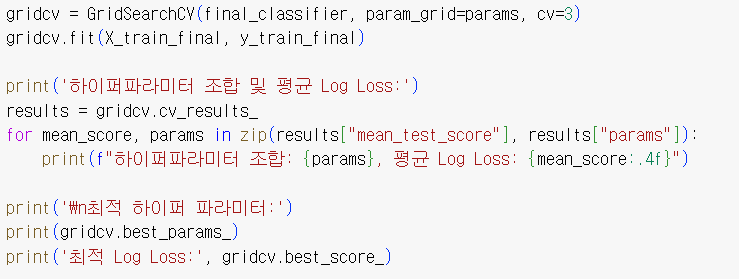 gridcv = GridSearchCV(final_classifier, param_grid=params, cv=3)
gridcv.fit(X_train_final, y_train_final)
print('하이퍼파라미터 조합 및 평균 Log Loss:')
results = gridcv.cv_results_
for mean_score, params in zip(results["mean_test_score"], results["params"]):
    print(f"하이퍼파라미터 조합: {params}, 평균 Log Loss: {mean_score:.4f}")
print('₩n최적 하이퍼 파라미터:')
print(gridcv.best_params_)
print('최적 Log Loss:', gridcv.best_score_)